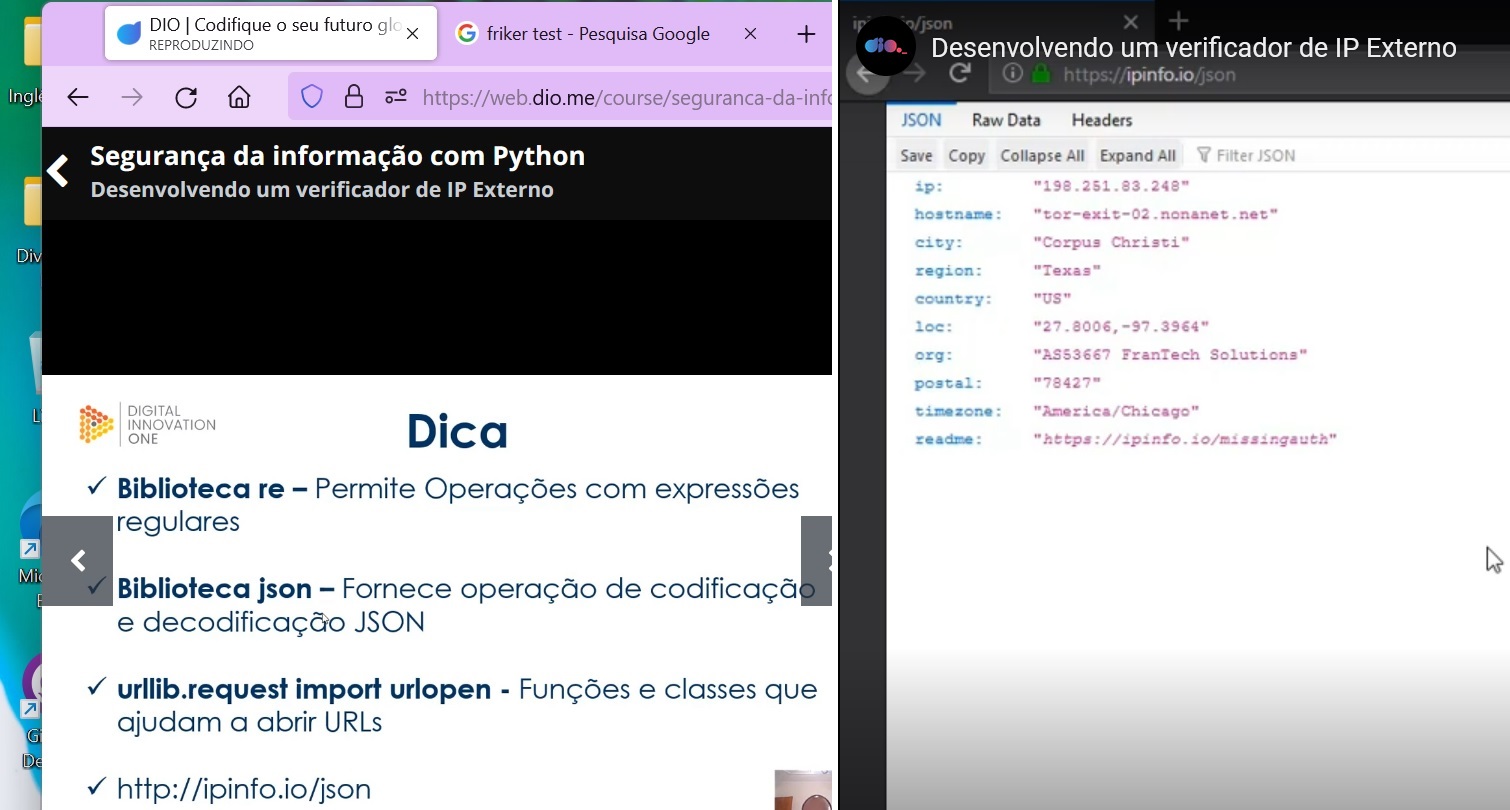 DIO | Codifique o seu futuro glo
REPRODUZINDO
friker test - Pesquisa Google
https://web.dio.me/course/seguranca-da-info
Segurança da informação com Python
Desenvolvendo um verificador de IP Externo
DIGITAL
INNOVATION
ONE
Dica
✓ Biblioteca re – Permite Operações com expressões
regulares
✓ Biblioteca json – Fornece operação de codificação
e decodificação JSON
✓ urllib.request import urlopen - Funções e classes que
ajudam a abrir URLs
✓ http://ipinfo.io/json
Ingle
Div
Mic
E
Gi
De
dio.
Desenvolvendo um verificador de IP Externo
https://ipinfo.io/json
JSON Raw Data Headers
Save Copy Collapse All Expand All Filter JSON
ip: "198.251.83.248"
hostname: "tor-exit-02.nonanet.net"
city: "Corpus Christi"
region: "Texas"
country: "US"
loc: "27.8006,-97.3964"
org: "AS53667 FranTech Solutions"
postal: "78427"
timezone: "America/Chicago"
readme: "https://ipinfo.io/missingauth"